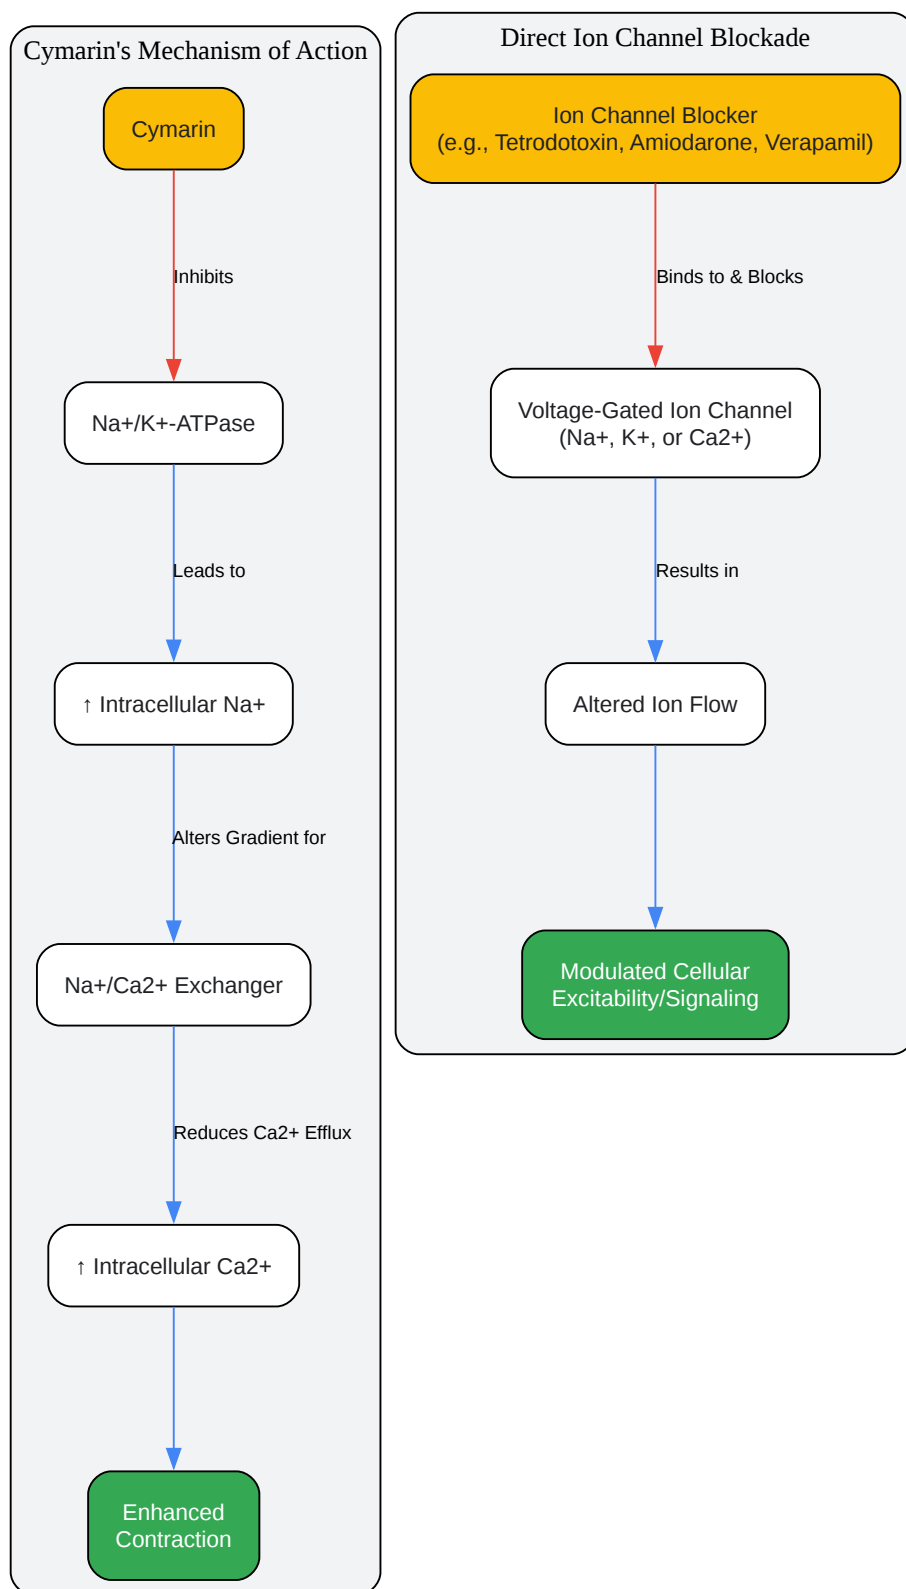 Cymarin's Mechanism of Action
Cymarin
Inhibits
Na+/K+-ATPase
Leads to
↑ Intracellular Na+
Alters Gradient for
Na+/Ca2+ Exchanger
Reduces Ca2+ Efflux
↑ Intracellular Ca2+
Enhanced
Contraction
Direct Ion Channel Blockade
Ion Channel Blocker
(e.g., Tetrodotoxin, Amiodarone, Verapamil)
Binds to & Blocks
Voltage-Gated Ion Channel
(Na+, K+, or Ca2+)
Results in
Altered Ion Flow
Modulated Cellular
Excitability/Signaling